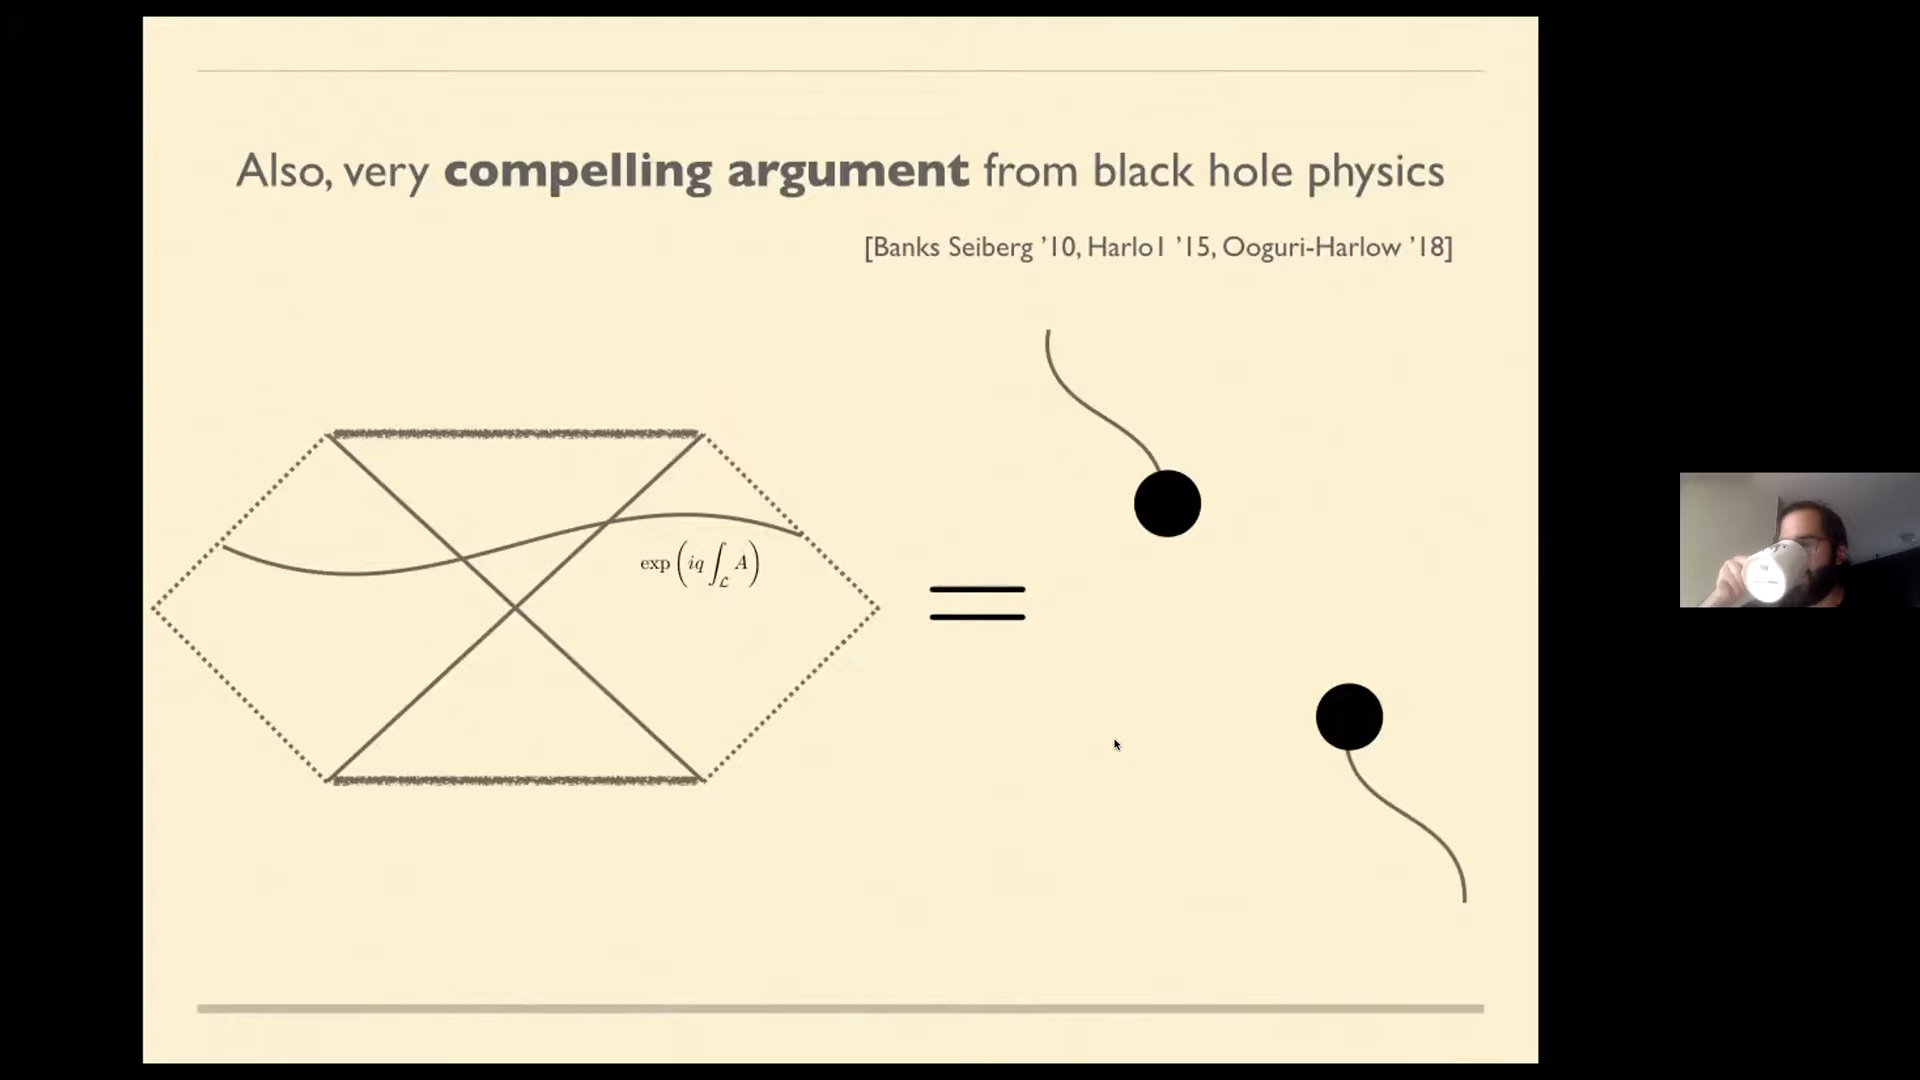 Also, very compelling argument from black hole physics
[Banks Seiberg ’10, Harlo1 ’15, Ooguri-Harlow ’18]
exp (iq ∫_ℒ A)